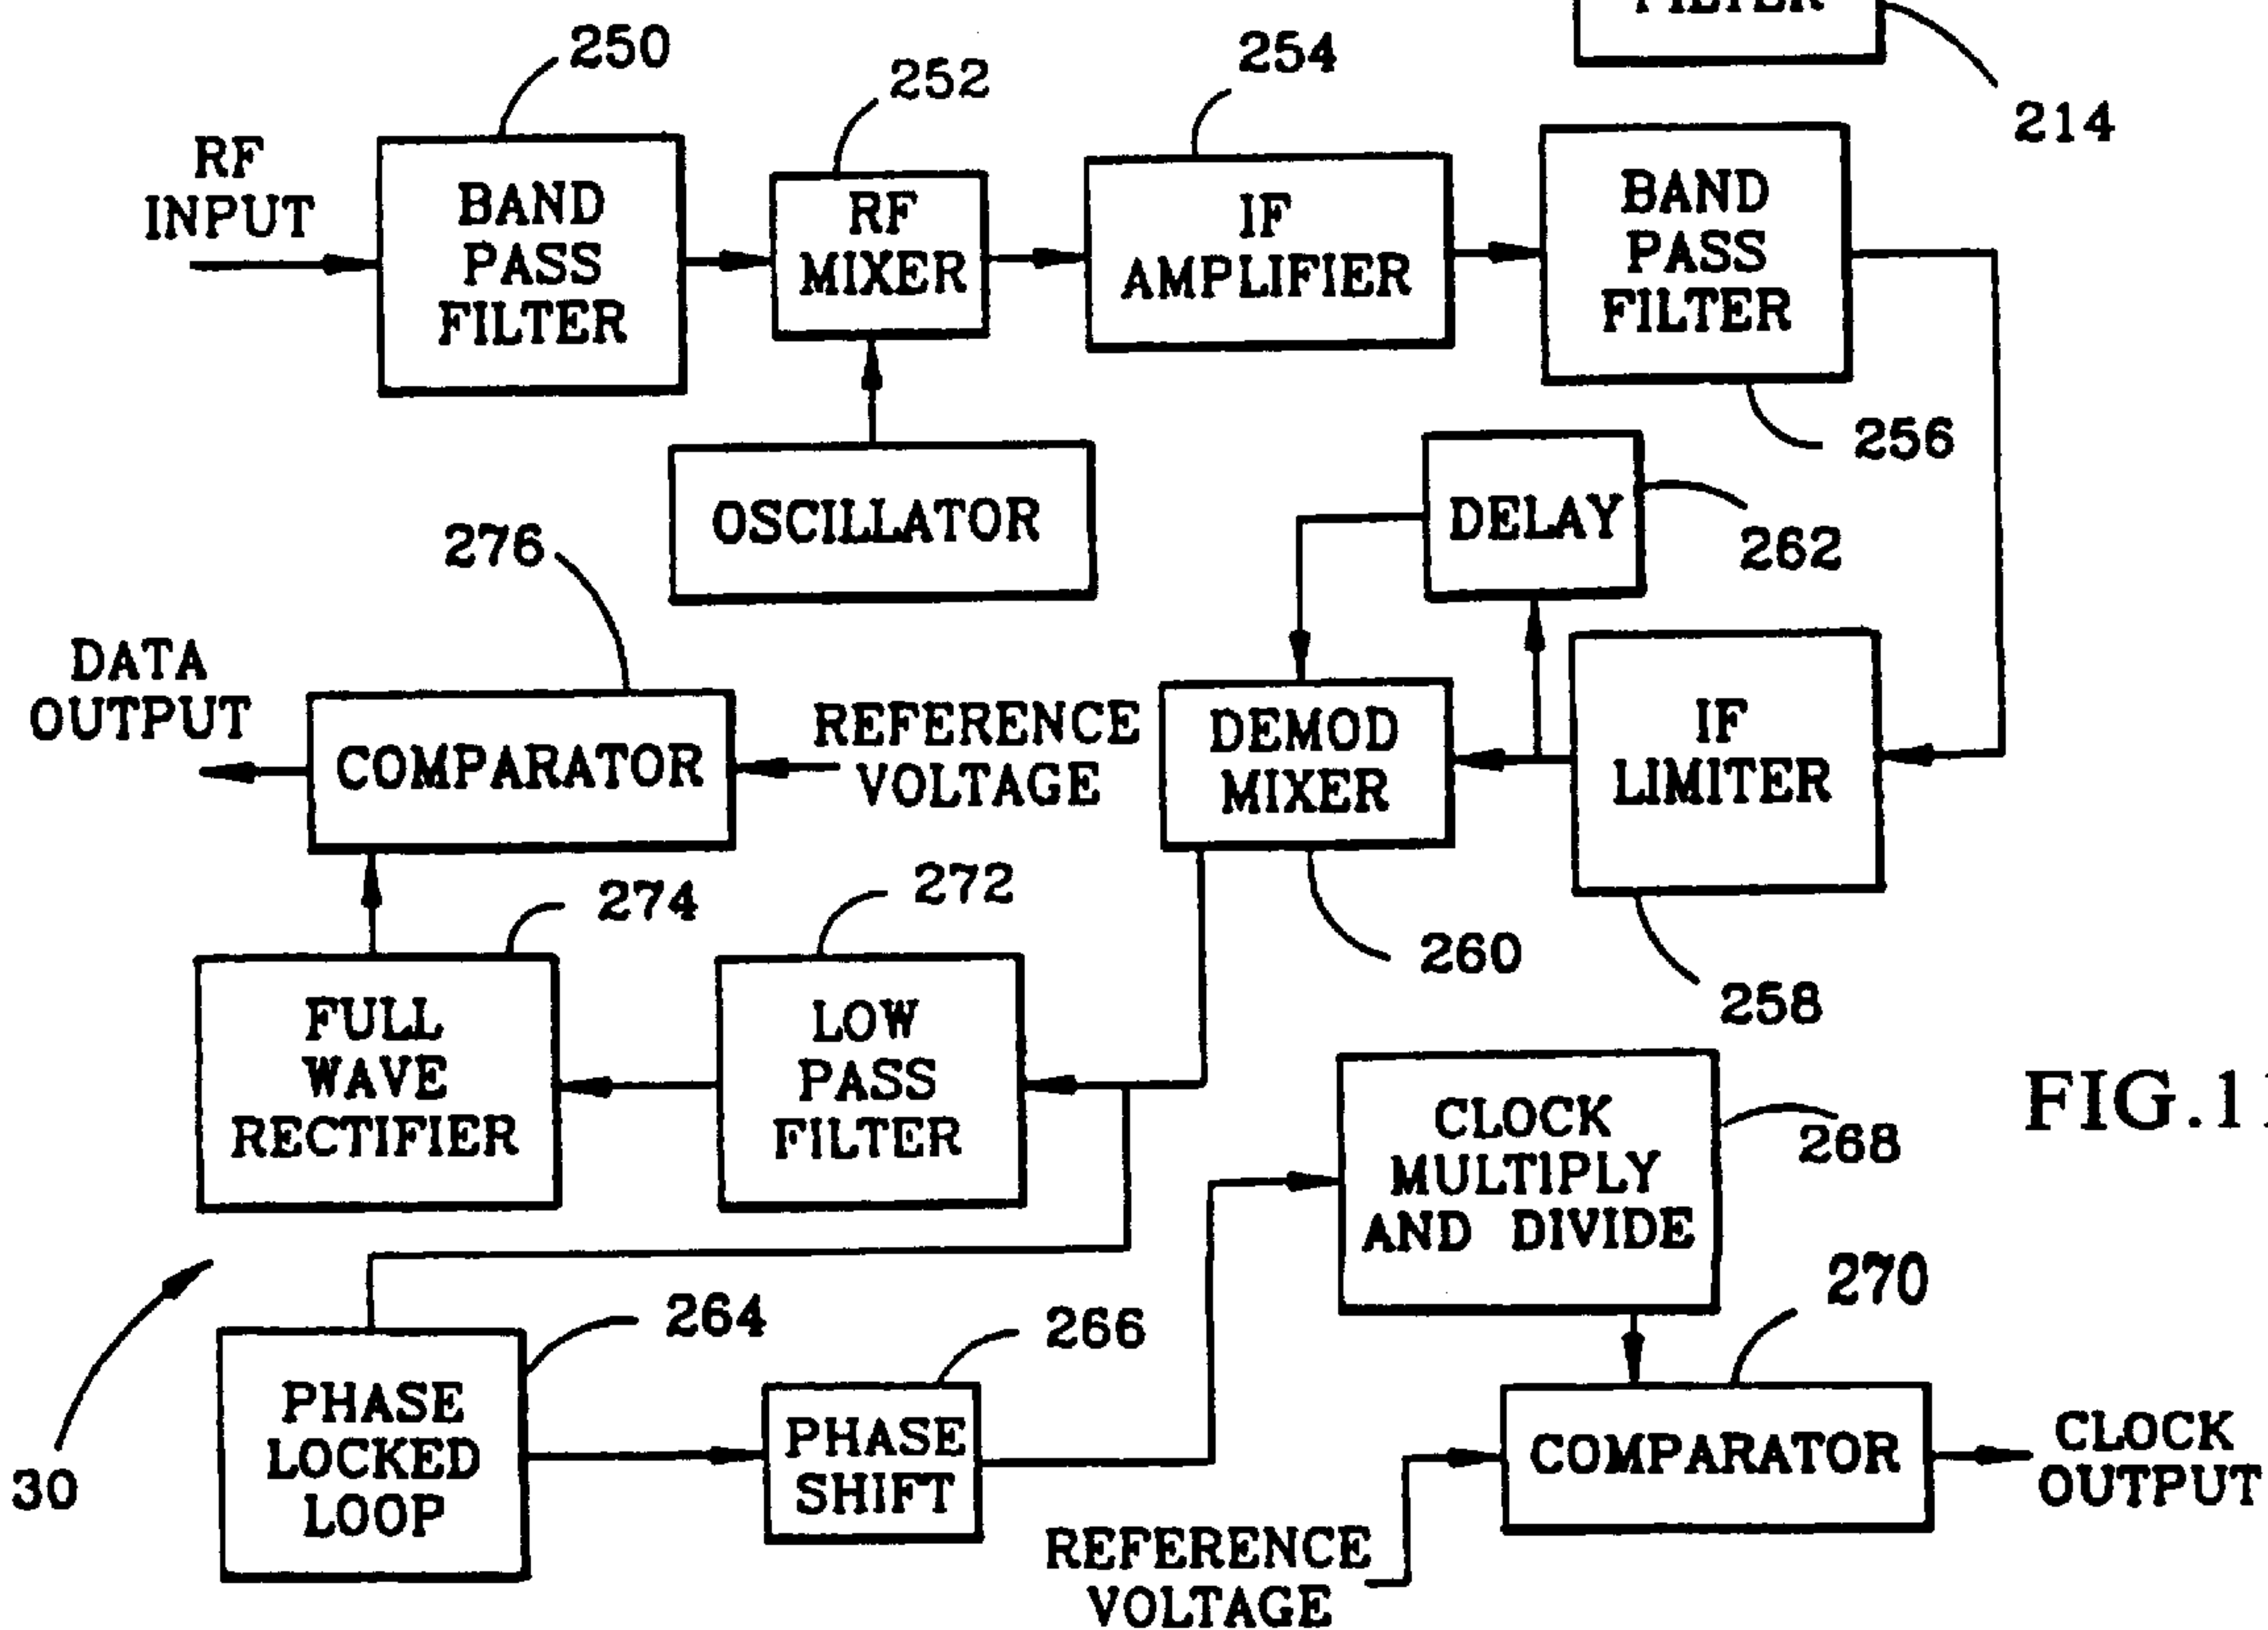 FILTER
214
250
252
254
RF
INPUT
BAND
PASS
FILTER
RF
MIXER
IF
AMPLIFIER
BAND
PASS
FILTER
256
OSCILLATOR
DELAY
262
276
DATA
OUTPUT
COMPARATOR
REFERENCE
VOLTAGE
DEMOD
MIXER
IF
LIMITER
260
258
274
272
FULL
WAVE
RECTIFIER
LOW
PASS
FILTER
CLOCK
MULTIPLY
AND DIVIDE
268
FIG.1
30
264
266
270
PHASE
LOCKED
LOOP
PHASE
SHIFT
COMPARATOR
CLOCK
OUTPUT
REFERENCE
VOLTAGE